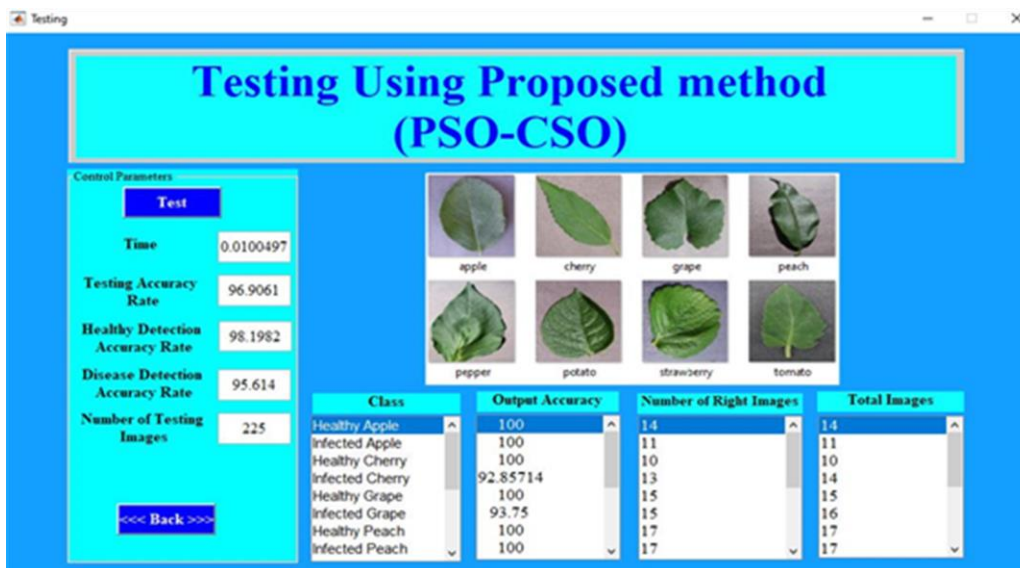 Testing
Testing Using Proposed method
(PSO-CSO)
Control Parameters
Test
Time
0.0100497
Testing Accuracy
Rate
96.9061
Healthy Detection
Accuracy Rate
98.1982
Disease Detection
Accuracy Rate
95.614
Number of Testing
Images
225
<<< Back >>>
apple cherry grape peach
pepper potato strawberry tomato
Class Output Accuracy Number of Right Images Total Images
Healthy Apple 100 14 14
Infected Apple 100 11 11
Healthy Cherry 100 10 10
Infected Cherry 92.85714 13 14
Healthy Grape 100 15 15
Infected Grape 93.75 15 16
Healthy Peach 100 17 17
Infected Peach 100 17 17